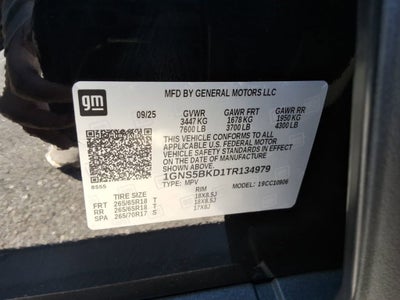 gm
MFD BY GENERAL MOTORS LLC
09/25 GVWR GAWR FRT GAWR RR
3447 KG 1678 KG 1950 KG
7600 LB 3700 LB 4300 LB
THIS VEHICLE CONFORMS TO ALL
APPLICABLE U.S. FEDERAL MOTOR
VEHICLE SAFETY STANDARDS IN EFFECT
ON THE DATE OF MANUFACTURE
SHOWN ABOVE.
1GNS5BKD1TR134979
TYPE: MPV MODEL: 19CC10906
TIRE SIZE RIM
FRT 265/65R18 T 18X8.5J
RR 265/65R18 T 18X8.5J
SPA 265/70R17 S 17X8J